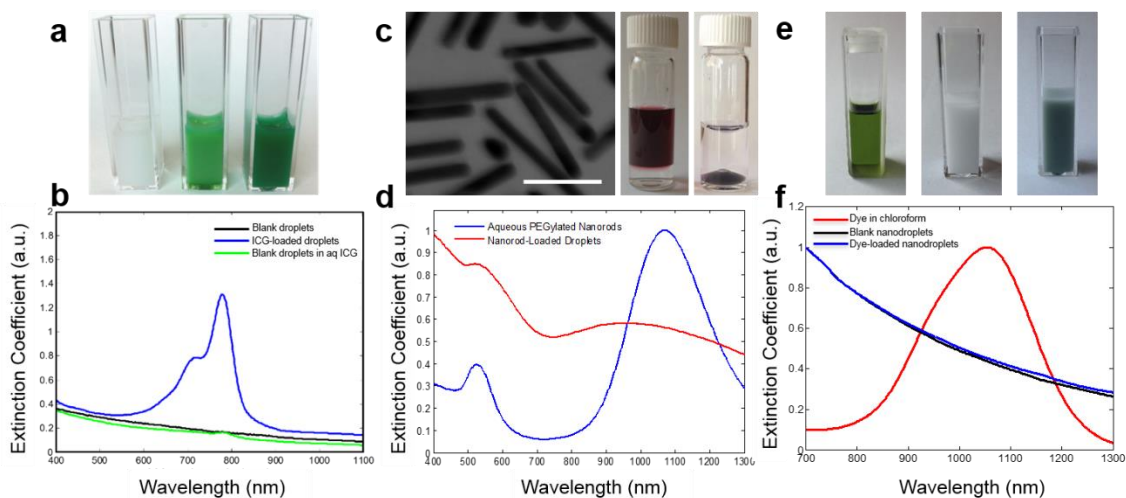 a
c
e
b
d
f
2
1.8
1.6
1.4
1.2
1
0.8
0.6
0.4
0.2
0
Extinction Coefficient (a.u.)
Blank droplets
ICG-loaded droplets
Blank droplets in aq ICG
400 500 600 700 800 900 1000 1100
Wavelength (nm)
1
0.9
0.8
0.7
0.6
0.5
0.4
0.3
0.2
0.1
0
Extinction Coefficient (a.u.)
Aqueous PEGylated Nanorods
Nanorod-Loaded Droplets
400 500 600 700 800 900 1000 1100 1200
Wavelength (nm)
1.2
1
0.8
0.6
0.4
0.2
Extinction Coefficient (a.u.)
Dye in chloroform
Blank nanodroplets
Dye-loaded nanodroplets
700 800 900 1000 1100 1200 1300
Wavelength (nm)